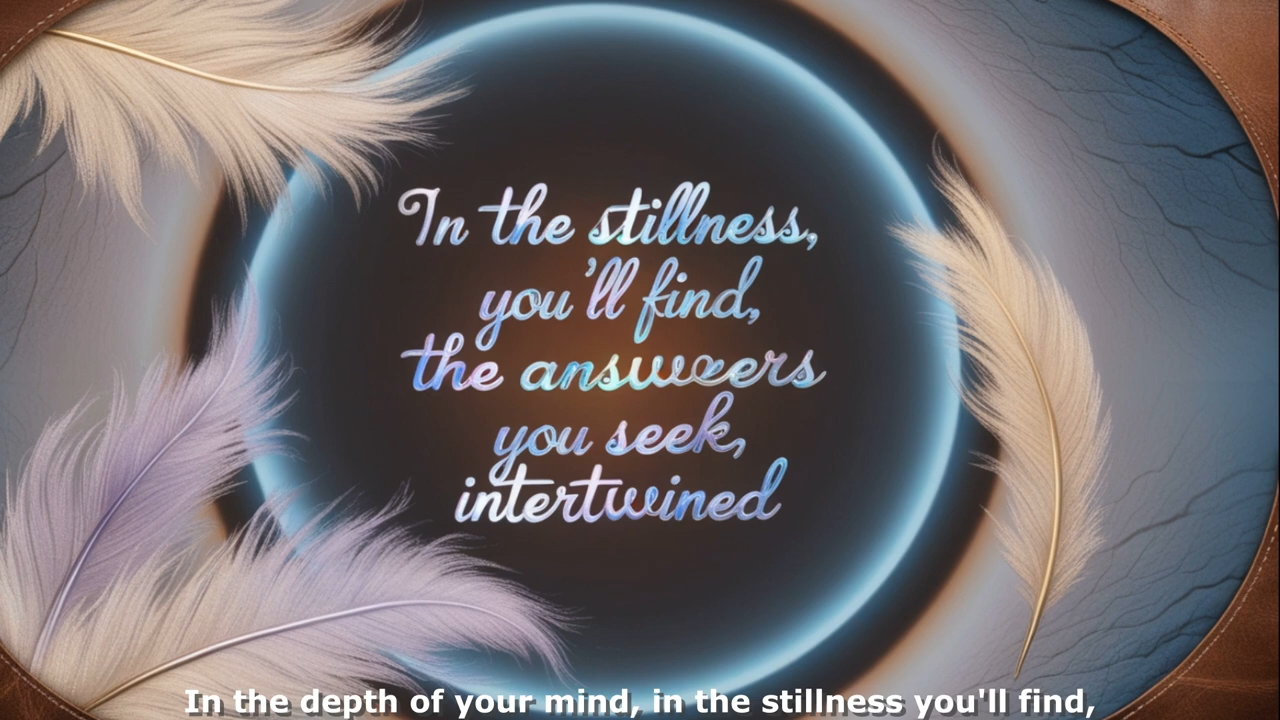 In the stillness,
you'll find,
the answeers
you seek,
intertwined
In the depth of your mind, in the stillness you'll find,